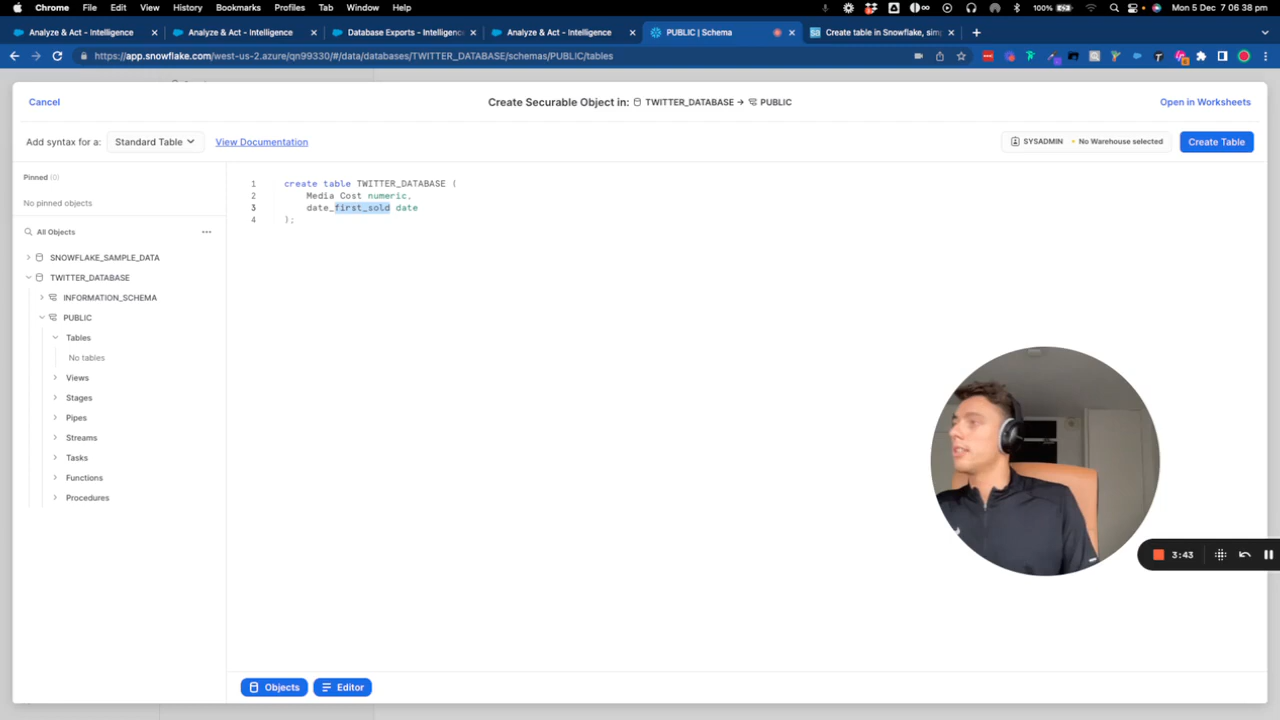 Chrome File Edit View History Bookmarks Profiles Tab Window Help
100% Mon 5 Dec 7 06 38 pm
Analyze & Act - Intelligence
Analyze & Act - Intelligence
Database Exports - Intelligenc
Analyze & Act - Intelligence
PUBLIC | Schema
Create table in Snowflake, sim
https://app.snowflake.com/west-us-2.azure/qn99330/#/data/databases/TWITTER_DATABASE/schemas/PUBLIC/tables
Cancel
Create Securable Object in: TWITTER_DATABASE → PUBLIC
Open in Worksheets
Add syntax for a: Standard Table
View Documentation
SYSADMIN • No Warehouse selected
Create Table
Pinned (0)
No pinned objects
All Objects
SNOWFLAKE_SAMPLE_DATA
TWITTER_DATABASE
INFORMATION_SCHEMA
PUBLIC
Tables
No tables
Views
Stages
Pipes
Streams
Tasks
Functions
Procedures
1 create table TWITTER_DATABASE (
2 Media Cost numeric,
3 date_first_sold date
4 );
3:43
Objects
Editor